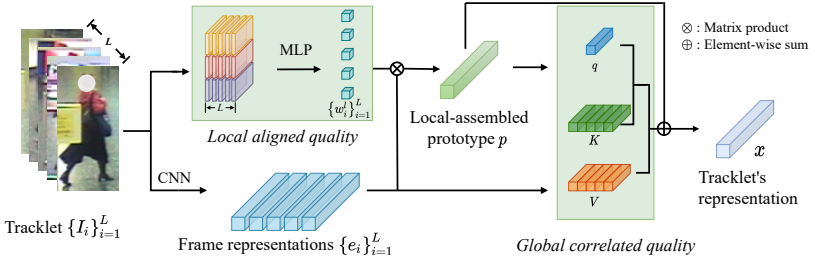 L
Tracklet {I_i}_{i=1}^L
CNN
L
MLP
{w_i^l}_{i=1}^L
Local aligned quality
Frame representations {e_i}_{i=1}^L
Local-assembled
prototype p
q
K
V
Global correlated quality
⊗ : Matrix product
⊕ : Element-wise sum
x
Tracklet's
representation